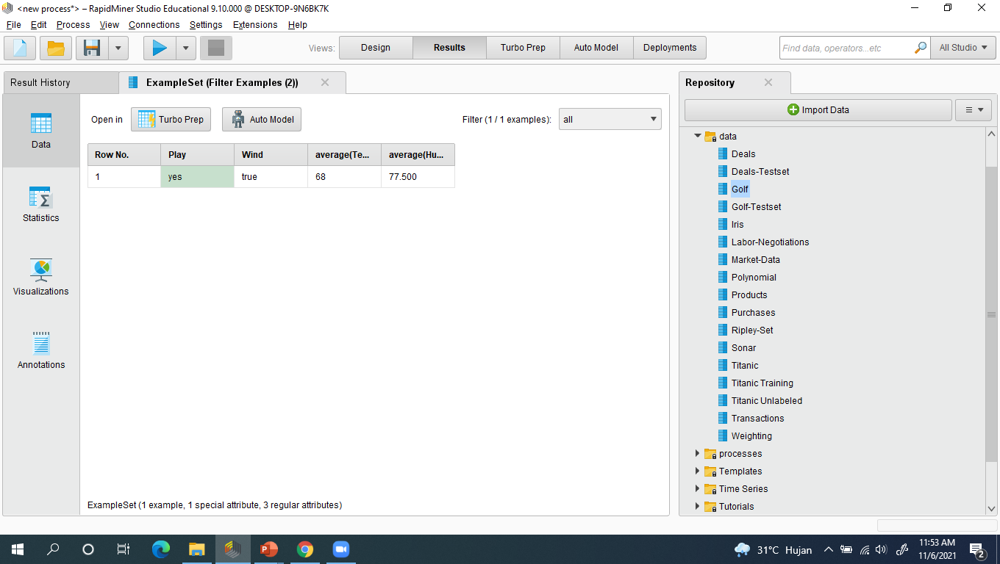 <new process*> – RapidMiner Studio Educational 9.10.000 @ DESKTOP-9N6BK7K
File Edit Process View Connections Settings Extensions Help
Views: Design Results Turbo Prep Auto Model Deployments
Find data, operators...etc
All Studio
Result History
ExampleSet (Filter Examples (2))
Data
Statistics
Visualizations
Annotations
Open in Turbo Prep Auto Model
Filter (1 / 1 examples): all
Row No. Play Wind average(Te... average(Hu...
1 yes true 68 77.500
ExampleSet (1 example, 1 special attribute, 3 regular attributes)
Repository
Import Data
data
Deals
Deals-Testset
Golf
Golf-Testset
Iris
Labor-Negotiations
Market-Data
Polynomial
Products
Purchases
Ripley-Set
Sonar
Titanic
Titanic Training
Titanic Unlabeled
Transactions
Weighting
processes
Templates
Time Series
Tutorials
31°C Hujan
11:53 AM
11/6/2021
2